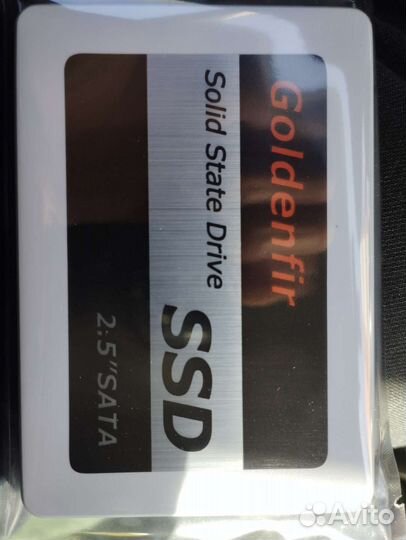 Goldenfir
Solid State Drive
SSD
2.5"SATA
Avito